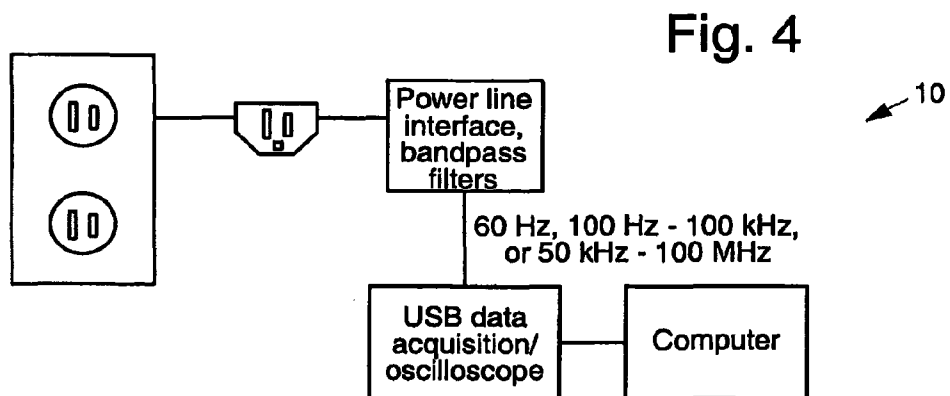 Fig. 4
10
Power line
interface,
bandpass
filters
60 Hz, 100 Hz - 100 kHz,
or 50 kHz - 100 MHz
USB data
acquisition/
oscilloscope
Computer